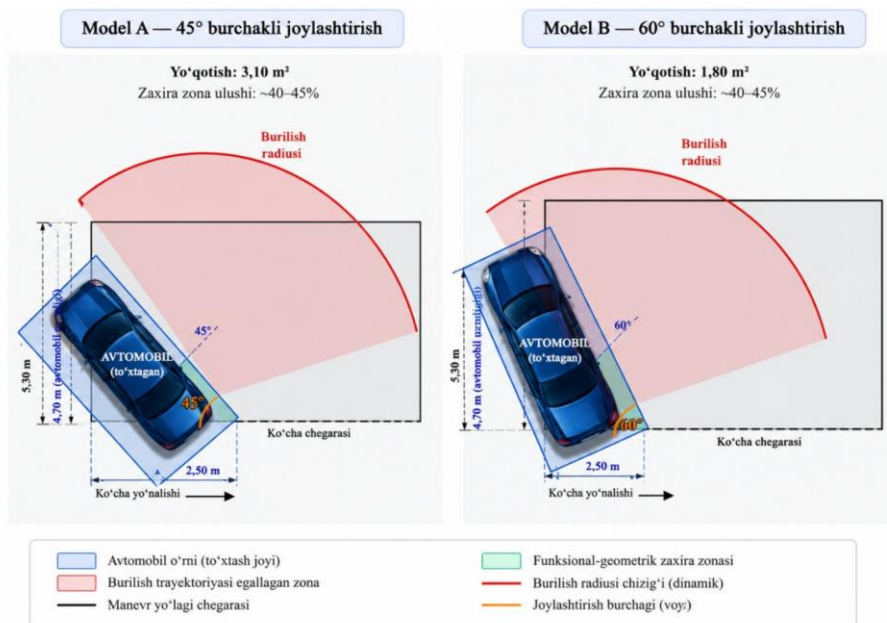 Model A — 45° burchakli joylashtirish
Yo‘qotish: 3,10 m²
Zaxira zona ulushi: ~40–45%
Burilish
radiusi
45°
AVTOMOBIL
(to‘xtagan)
45°
5,30 m
4,70 m (avtomobil
2,50 m
Ko‘cha chegarasi
Ko‘cha yo‘nalishi
Model B — 60° burchakli joylashtirish
Yo‘qotish: 1,80 m²
Zaxira zona ulushi: ~40–45%
Burilish
radiusi
60°
AVTOMOBIL
(to‘xtagan)
60°
5,30 m
4,70 m (avtomobil
2,50 m
Ko‘cha chegarasi
Ko‘cha yo‘nalishi
Avtomobil o‘rni (to‘xtash joyi)
Burilish trayektoriyasi egallagan zona
Manevr yo‘lagi chegarasi
Funksional-geometrik zaxira zonasi
Burilish radiusi chizig‘i (dinamik)
Joylashtirish burchagi